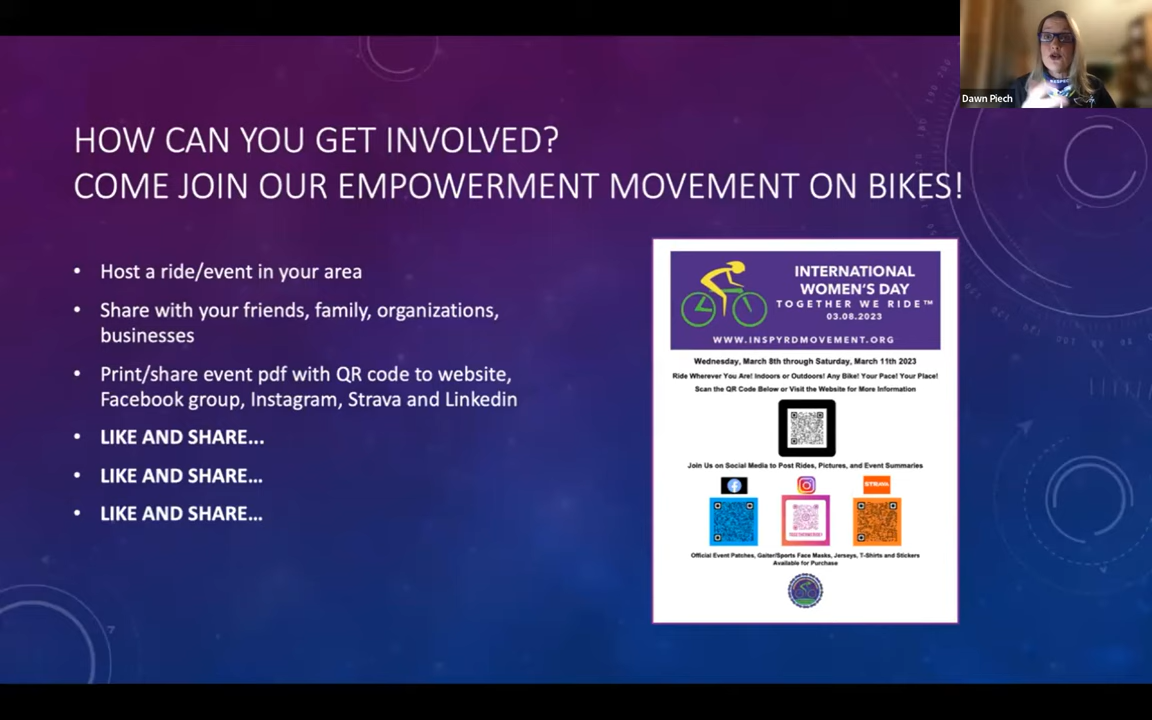 Dawn Piech
HOW CAN YOU GET INVOLVED?
COME JOIN OUR EMPOWERMENT MOVEMENT ON BIKES!
• Host a ride/event in your area
• Share with your friends, family, organizations,
businesses
• Print/share event pdf with QR code to website,
Facebook group, Instagram, Strava and Linkedin
• LIKE AND SHARE...
• LIKE AND SHARE...
• LIKE AND SHARE...
INTERNATIONAL
WOMEN'S DAY
TOGETHER WE RIDE™
03.08.2023
WWW.INSPYRDMOVEMENT.ORG
Wednesday, March 8th through Saturday, March 11th 2023
Ride Wherever You Are! Indoors or Outdoors! Any Bike! Your Pace! Your Place!
Scan the QR Code Below or Visit the Website for More Information
Join Us on Social Media to Post Rides, Pictures, and Event Summaries
STRAVA
Official Event Patches, Gaiter/Sports Face Masks, Jerseys, T-Shirts and Stickers
Available for Purchase